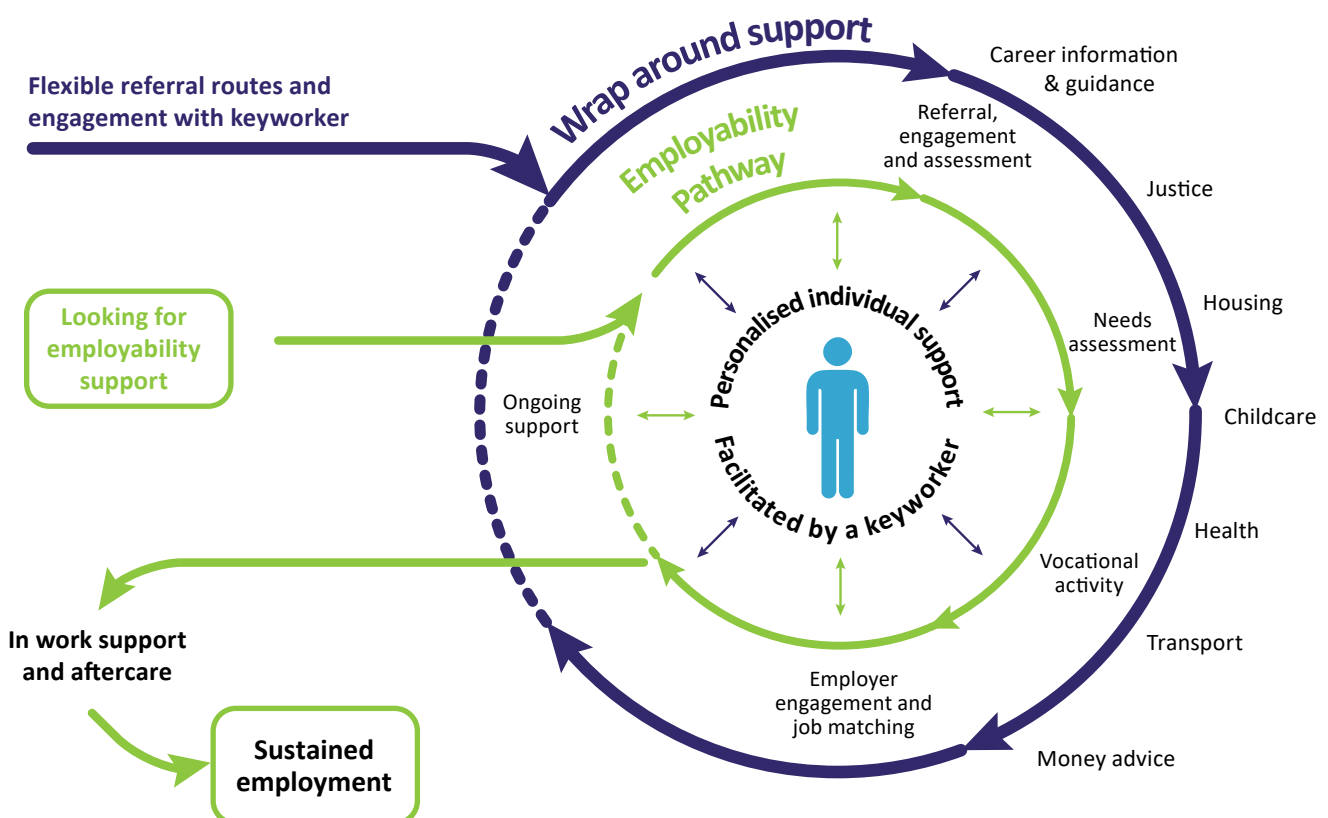 Flexible referral routes and
engagement with keyworker
Wrap around support
Employability
Pathway
Career information
& guidance
Referral,
engagement
and assessment
Justice
Housing
Needs
assessment
Childcare
Health
Vocational
activity
Transport
Money advice
Employer
engagement and
job matching
Ongoing
support
Personalised individual support
Facilitated by a keyworker
Looking for
employability
support
In work support
and aftercare
Sustained
employment